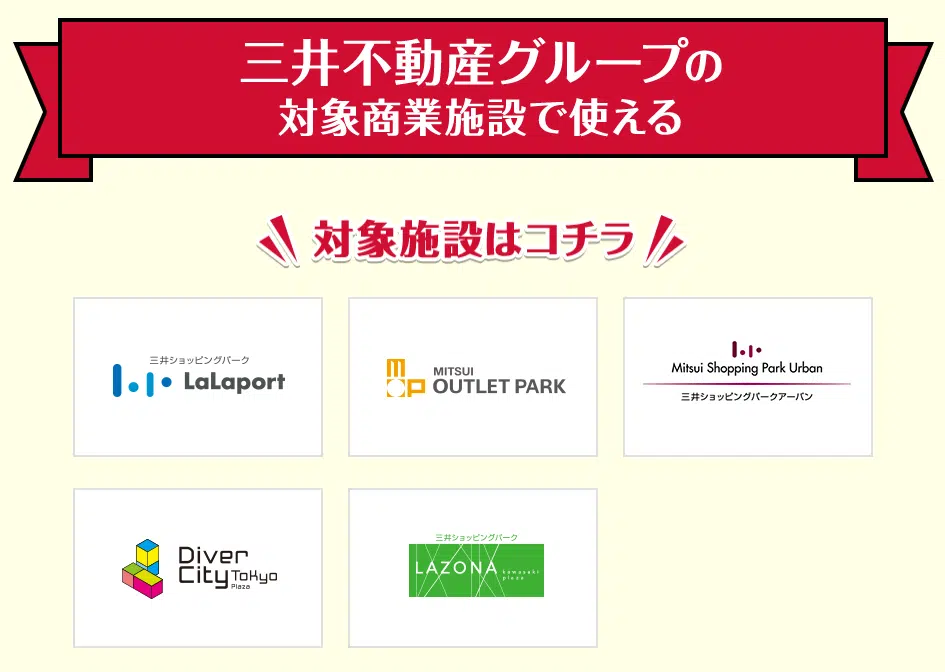 三井不動産グループの
対象商業施設で使える
対象施設はコチラ
三井ショッピングパーク
LaLaport
MITSUI
OUTLET PARK
Mitsui Shopping Park Urban
三井ショッピングパークアーバン
Diver
City Tokyo
Plaza
三井ショッピングパーク
LAZONA kawasaki
plaza